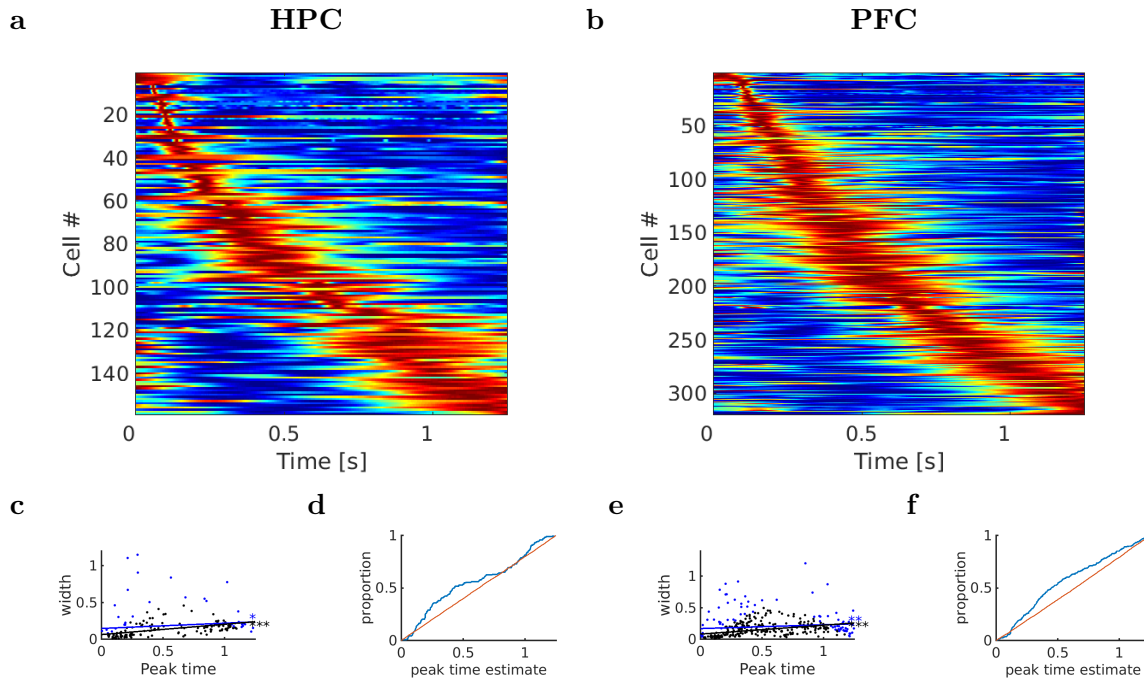 a HPC
b PFC
20
40
60
80
100
120
140
Cell #
0 0.5 1
Time [s]
50
100
150
200
250
300
Cell #
0 0.5 1
Time [s]
c
1
0.5
0
width
*
***
0.5 1
Peak time
d
1
0.5
0
proportion
0 0.5 1
peak time estimate
e
1
0.5
0
width
**
***
0 0.5 1
Peak time
f
1
0.5
0
proportion
0 0.5 1
peak time estimate